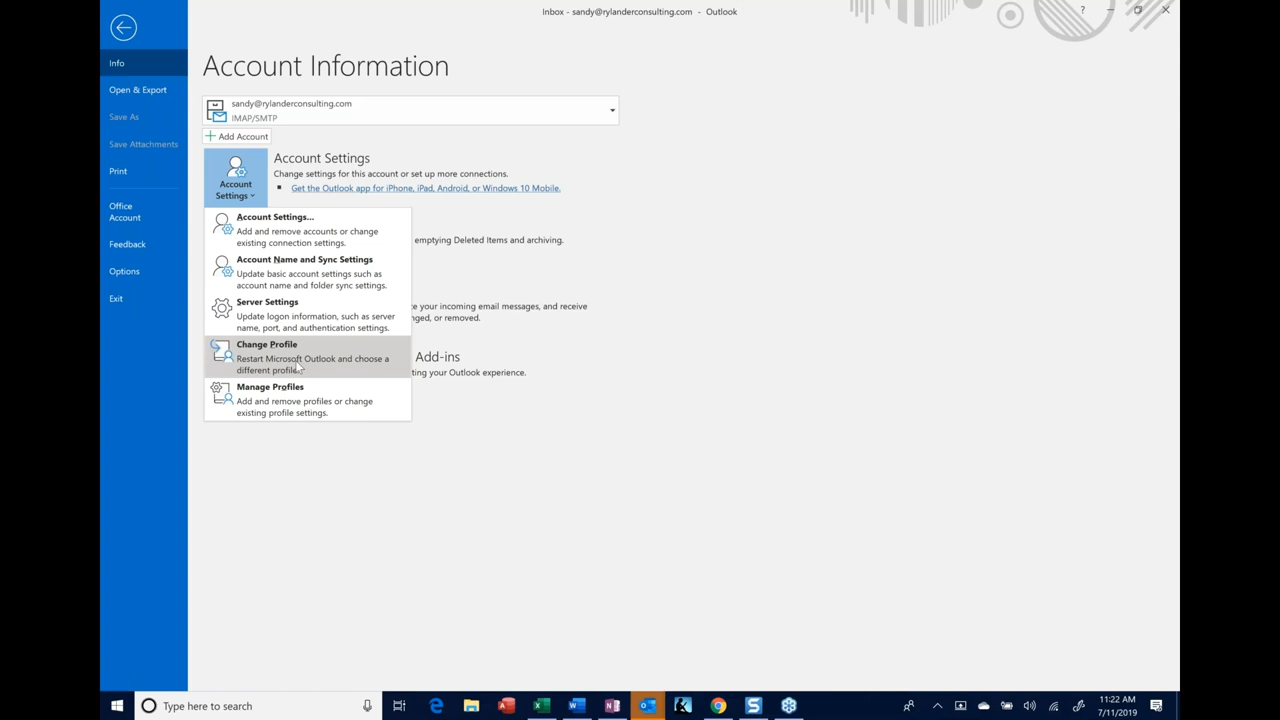 Inbox - sandy@rylanderconsulting.com - Outlook
?
Info
Open & Export
Save As
Save Attachments
Print
Office
Account
Feedback
Options
Exit
Account Information
sandy@rylanderconsulting.com
IMAP/SMTP
Add Account
Account
Settings
Account Settings
Change settings for this account or set up more connections.
Get the Outlook app for iPhone, iPad, Android, or Windows 10 Mobile.
Account Settings...
Add and remove accounts or change
existing connection settings.
emptying Deleted Items and archiving.
Account Name and Sync Settings
Update basic account settings such as
account name and folder sync settings.
Server Settings
Update logon information, such as server
name, port, and authentication settings.
your incoming email messages, and receive
or removed.
Change Profile
Restart Microsoft Outlook and choose a
different profile.
Add-ins
your Outlook experience.
Manage Profiles
Add and remove profiles or change
existing profile settings.
Type here to search
11:22 AM
7/11/2019